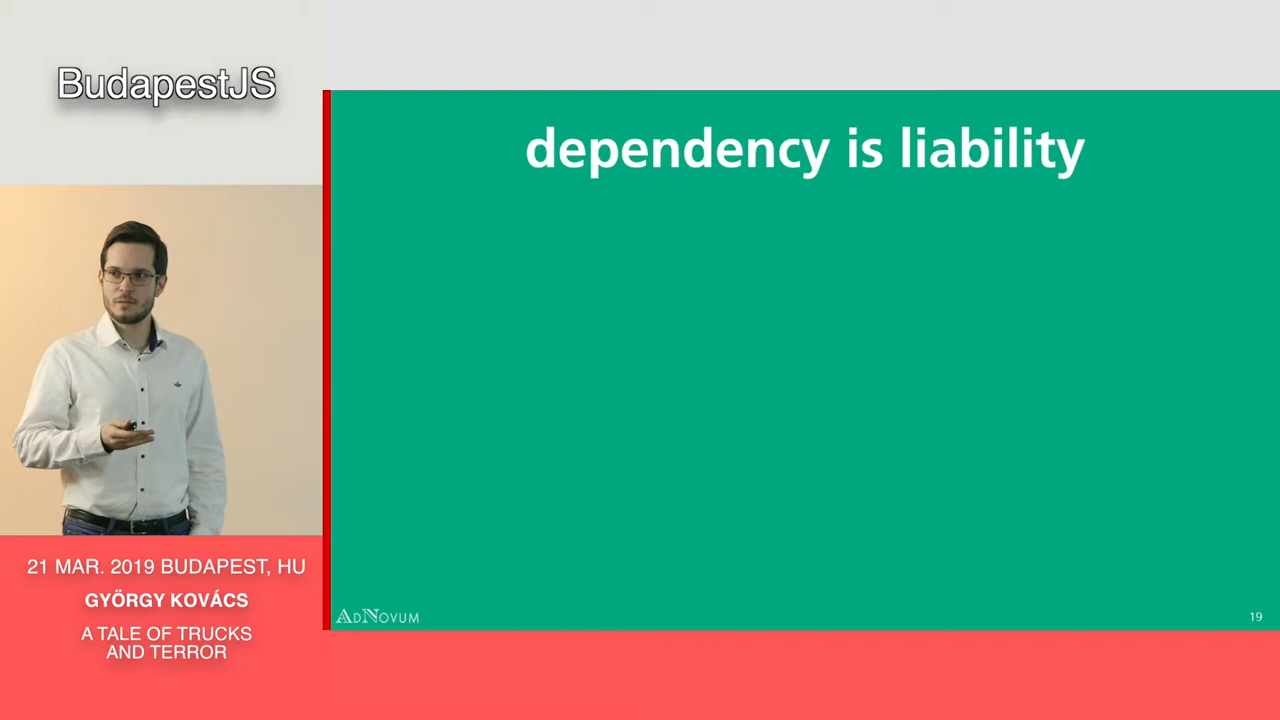 BudapestJS
dependency is liability
21 MAR. 2019 BUDAPEST, HU
GYÖRGY KOVÁCS
A TALE OF TRUCKS
AND TERROR
ADNOVUM
19